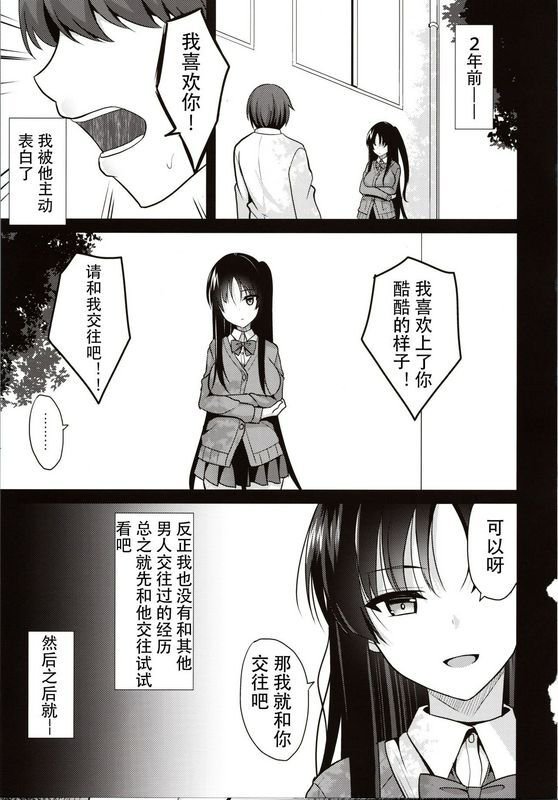 2年前——
我喜欢你！
我被他主动
表白了
我喜欢上了你
酷酷的样子！
请和我交往吧！！
………
可以呀
那我就和你
交往吧
反正我也没有和其他
男人交往过的经历
总之就先和他交往试试
看吧
然后之后就——